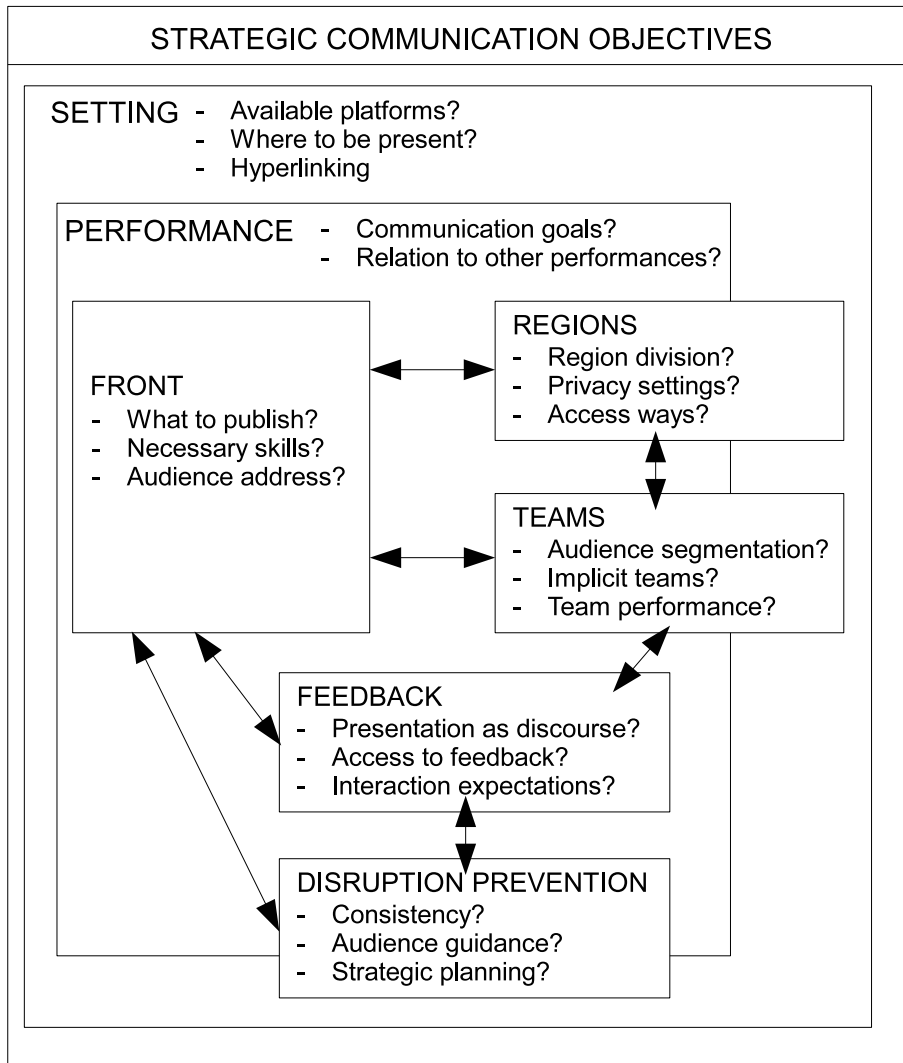 STRATEGIC COMMUNICATION OBJECTIVES
SETTING - Available platforms?
- Where to be present?
- Hyperlinking
PERFORMANCE - Communication goals?
- Relation to other performances?
FRONT
- What to publish?
- Necessary skills?
- Audience address?
REGIONS
- Region division?
- Privacy settings?
- Access ways?
TEAMS
- Audience segmentation?
- Implicit teams?
- Team performance?
FEEDBACK
- Presentation as discourse?
- Access to feedback?
- Interaction expectations?
DISRUPTION PREVENTION
- Consistency?
- Audience guidance?
- Strategic planning?